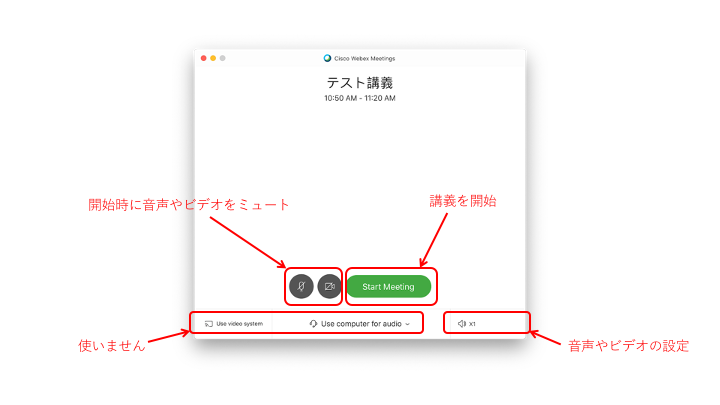 Cisco Webex Meetings
テスト講義
10:50 AM - 11:20 AM
開始時に音声やビデオをミュート
講義を開始
Start Meeting
Use video system
Use computer for audio
X1
使いません
音声やビデオの設定